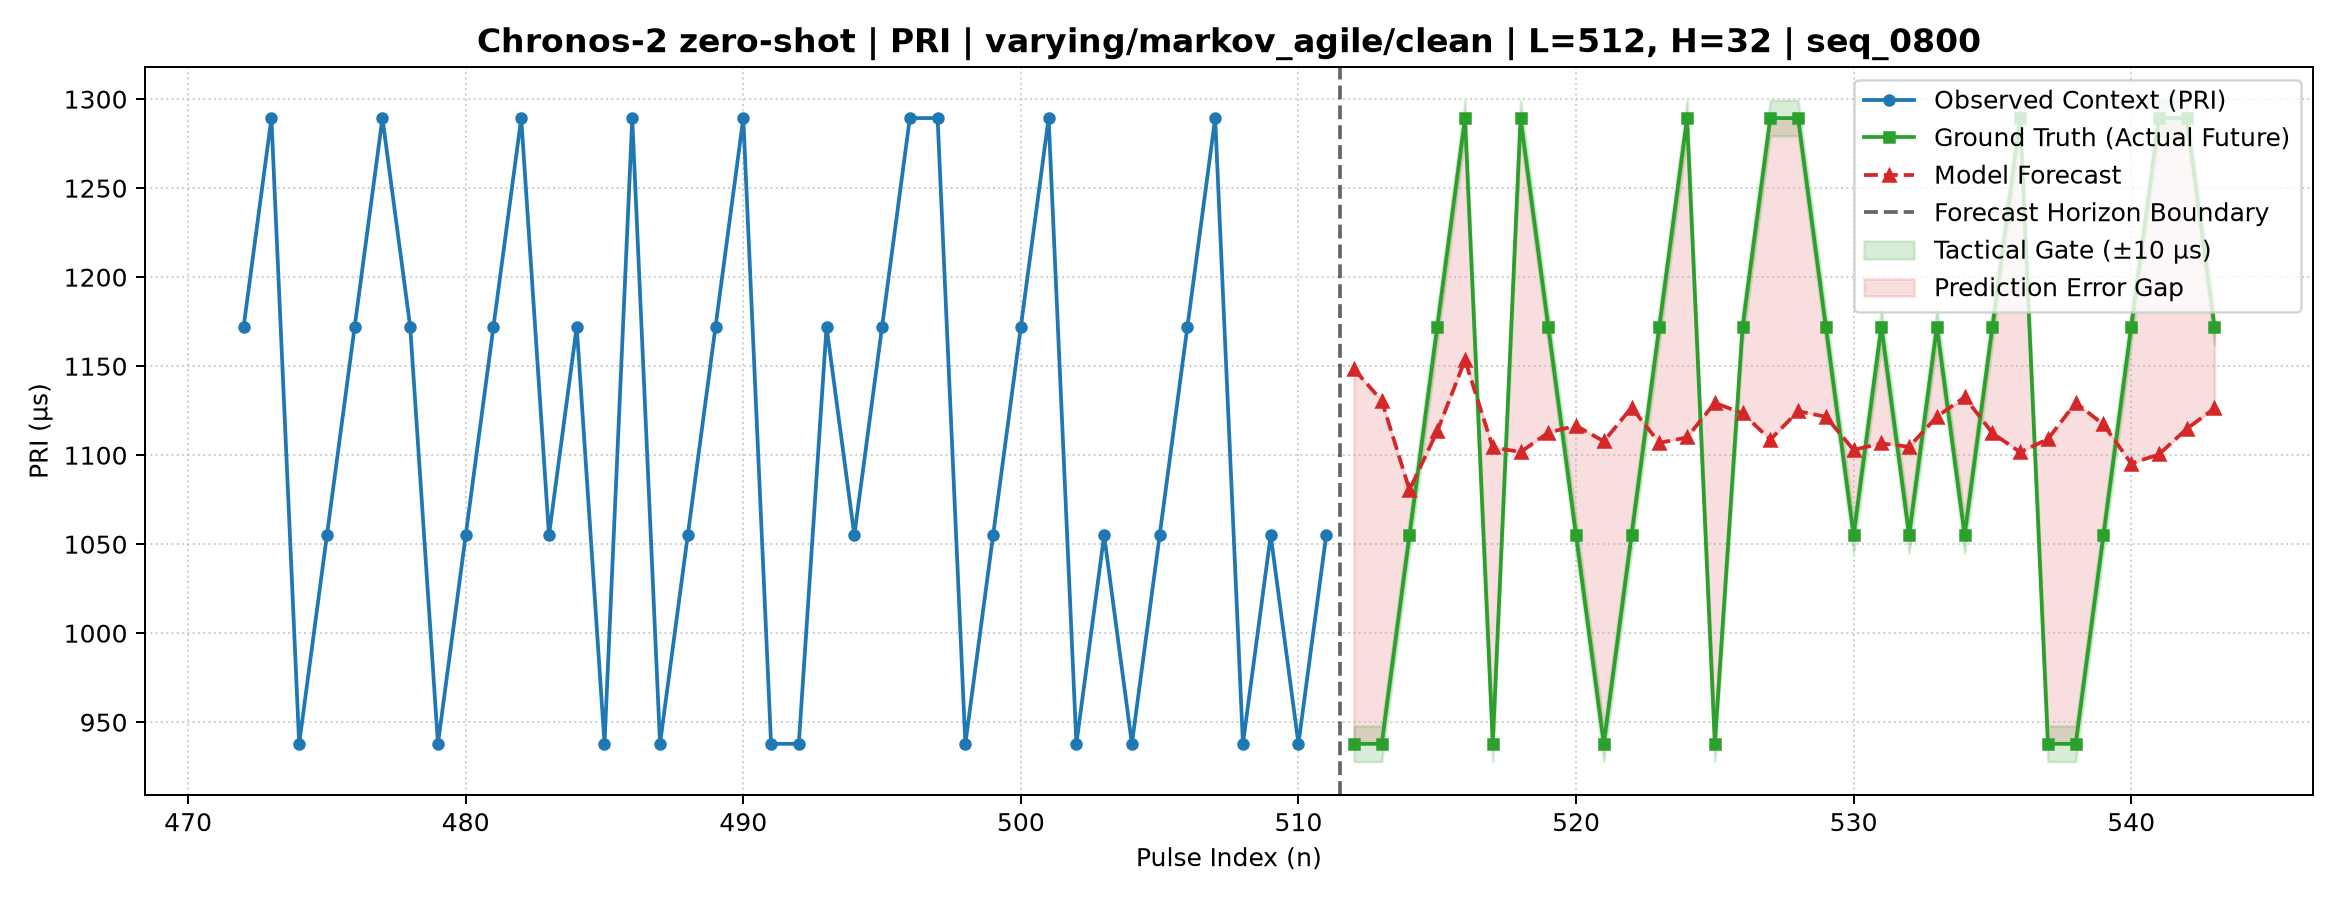 Chronos-2 zero-shot | PRI | varying/markov_agile/clean | L=512, H=32 | seq_0800
PRI (µs)
1300
1250
1200
1150
1100
1050
1000
950
Observed Context (PRI)
Ground Truth (Actual Future)
Model Forecast
Forecast Horizon Boundary
Tactical Gate (±10 µs)
Prediction Error Gap
470 480 490 500 510 520 530 540
Pulse Index (n)